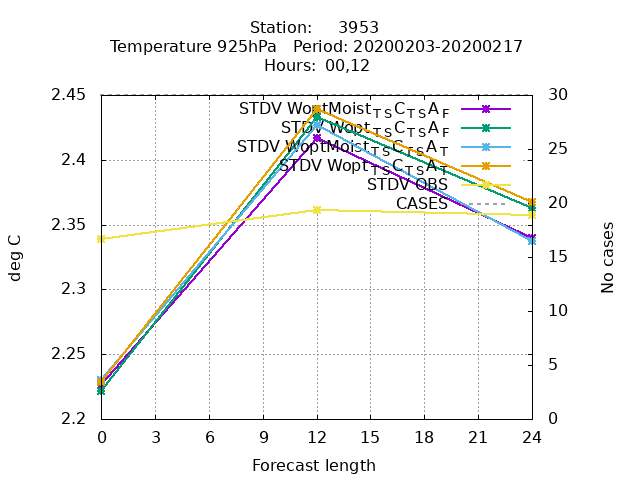 Station: 3953
Temperature 925hPa Period: 20200203-20200217
Hours: 00,12
2.45
2.4
2.35
2.3
2.25
2.2
deg C
STDV WoptMoist_TS C_TS A_F
STDV Wopt_TS C_TS A_F
STDV WoptMoist_TS C_TS A_T
STDV Wopt_TS C_TS A_T
STDV OBS
CASES
30
25
20
15
10
5
0
No cases
0 3 6 9 12 15 18 21 24
Forecast length